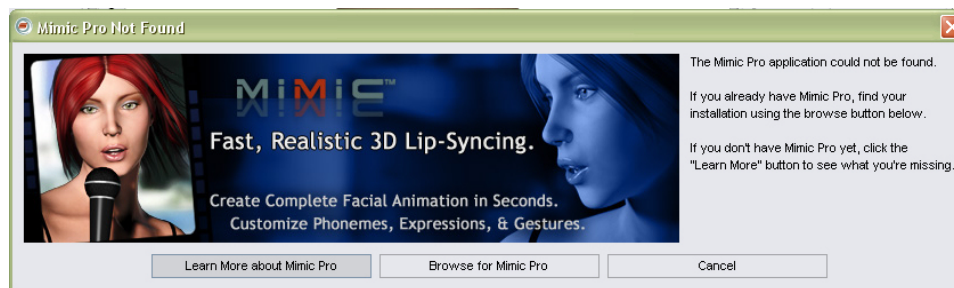 Mimic Pro Not Found
MIMIC™
Fast, Realistic 3D Lip-Syncing.
Create Complete Facial Animation in Seconds.
Customize Phonemes, Expressions, & Gestures.
The Mimic Pro application could not be found.
If you already have Mimic Pro, find your
installation using the browse button below.
If you don't have Mimic Pro yet, click the
"Learn More" button to see what you're missing.
Learn More about Mimic Pro
Browse for Mimic Pro
Cancel